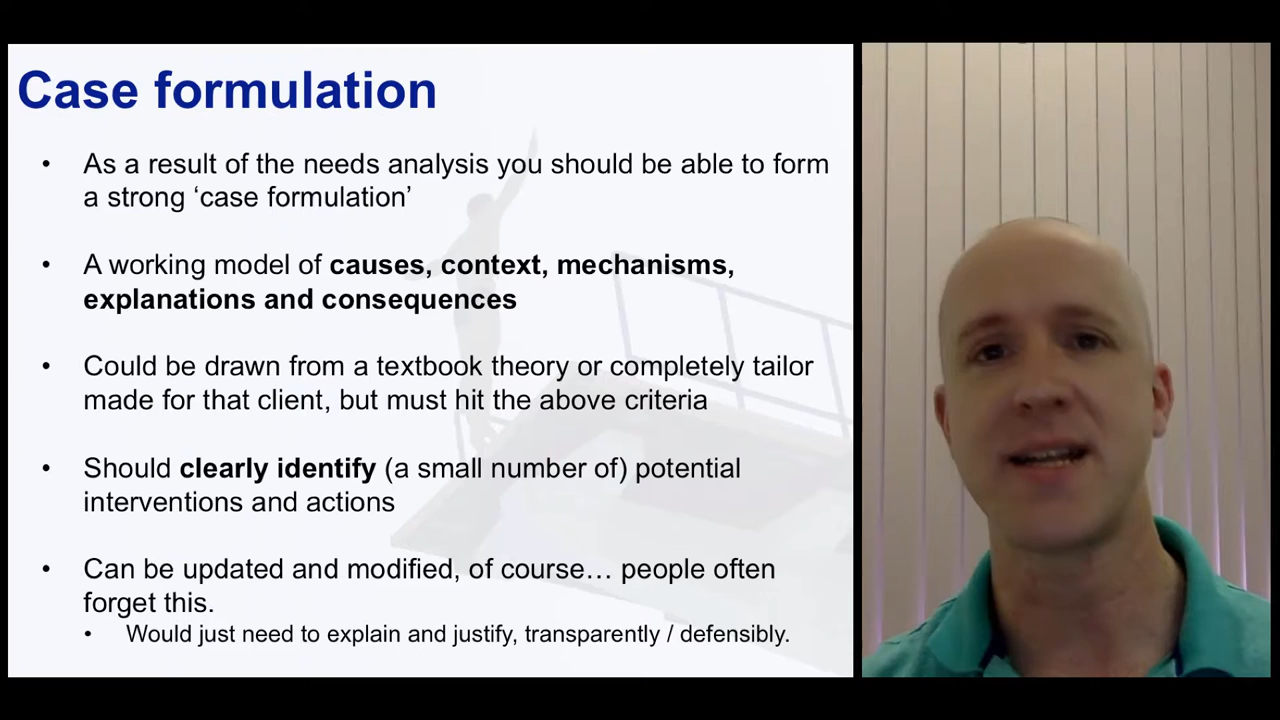 Case formulation
• As a result of the needs analysis you should be able to form
a strong ‘case formulation’
• A working model of causes, context, mechanisms,
explanations and consequences
• Could be drawn from a textbook theory or completely tailor
made for that client, but must hit the above criteria
• Should clearly identify (a small number of) potential
interventions and actions
• Can be updated and modified, of course… people often
forget this.
• Would just need to explain and justify, transparently / defensibly.